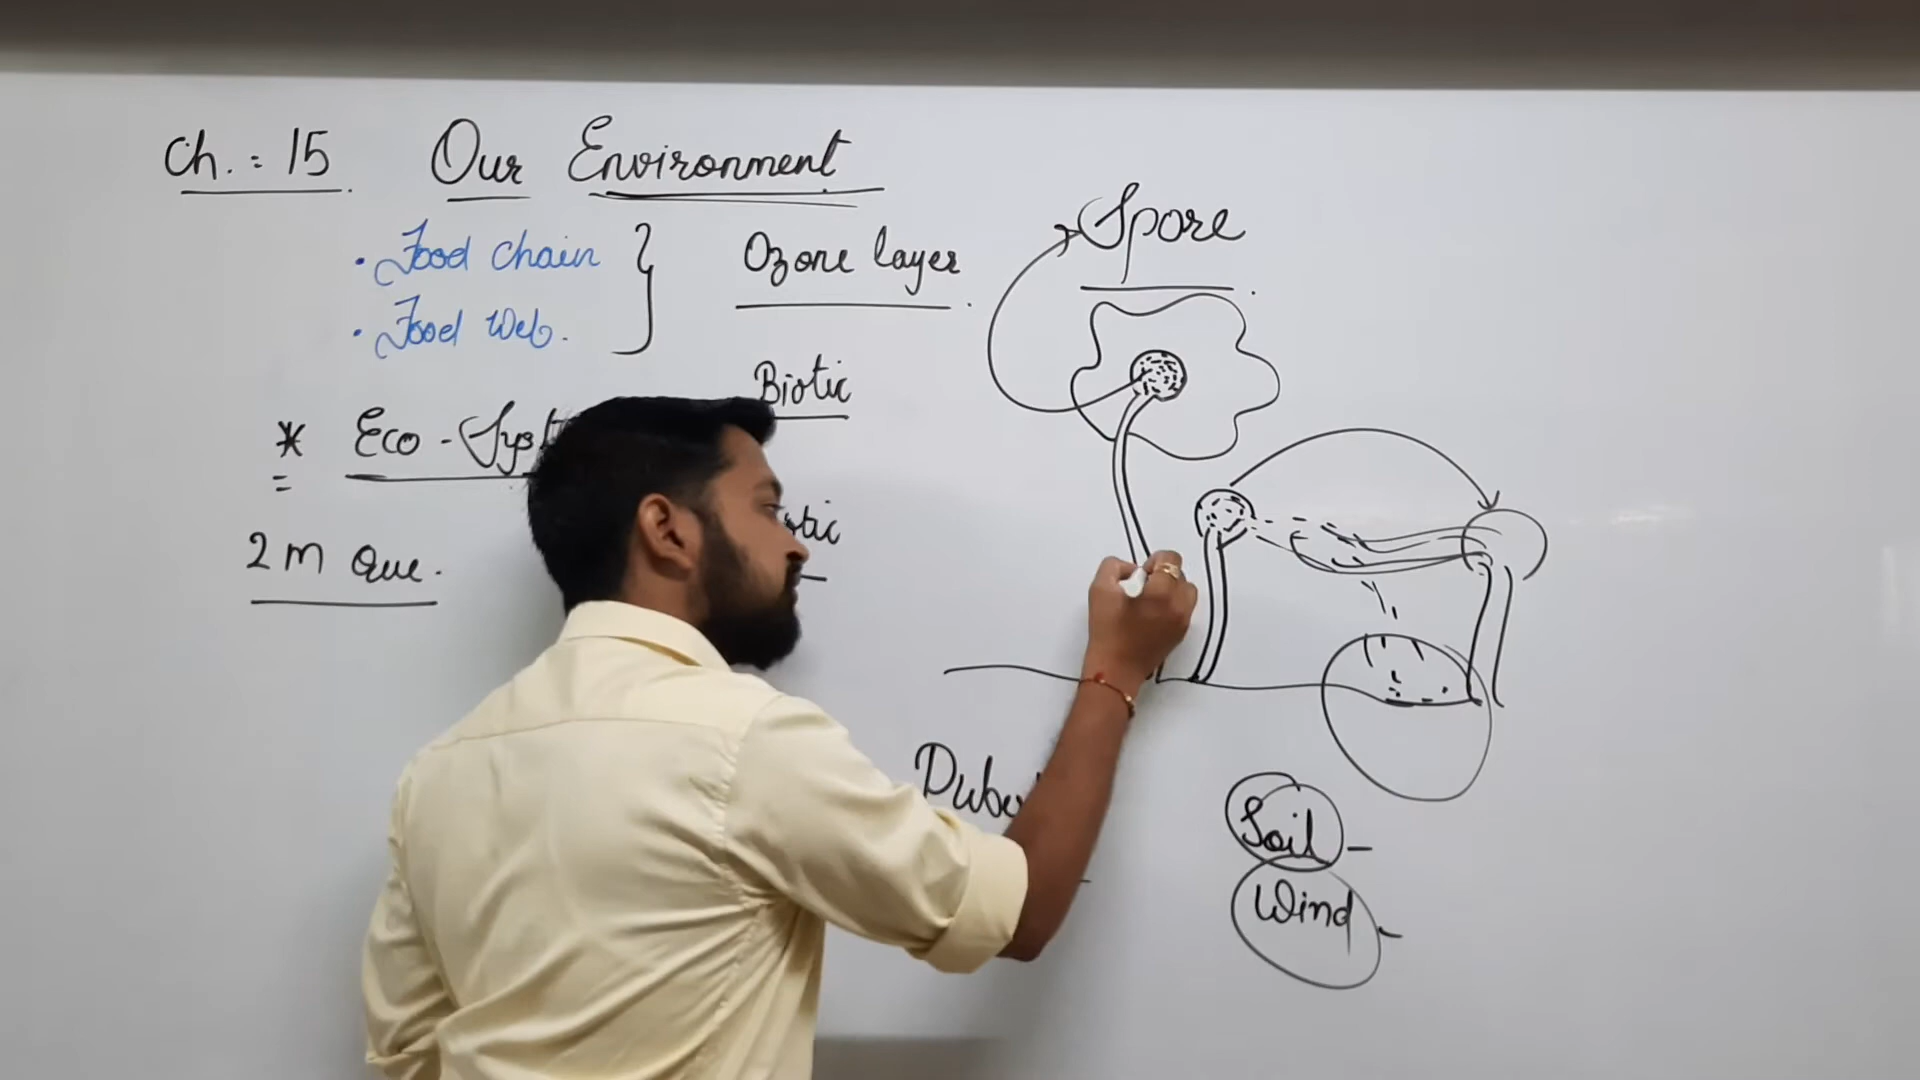 Ch. : 15 Our Environment
• Food chain
• Food Web.
Ozone layer
Biotic
* Eco - Syst
otic
2 m Que.
Spore
Soil -
Wind -